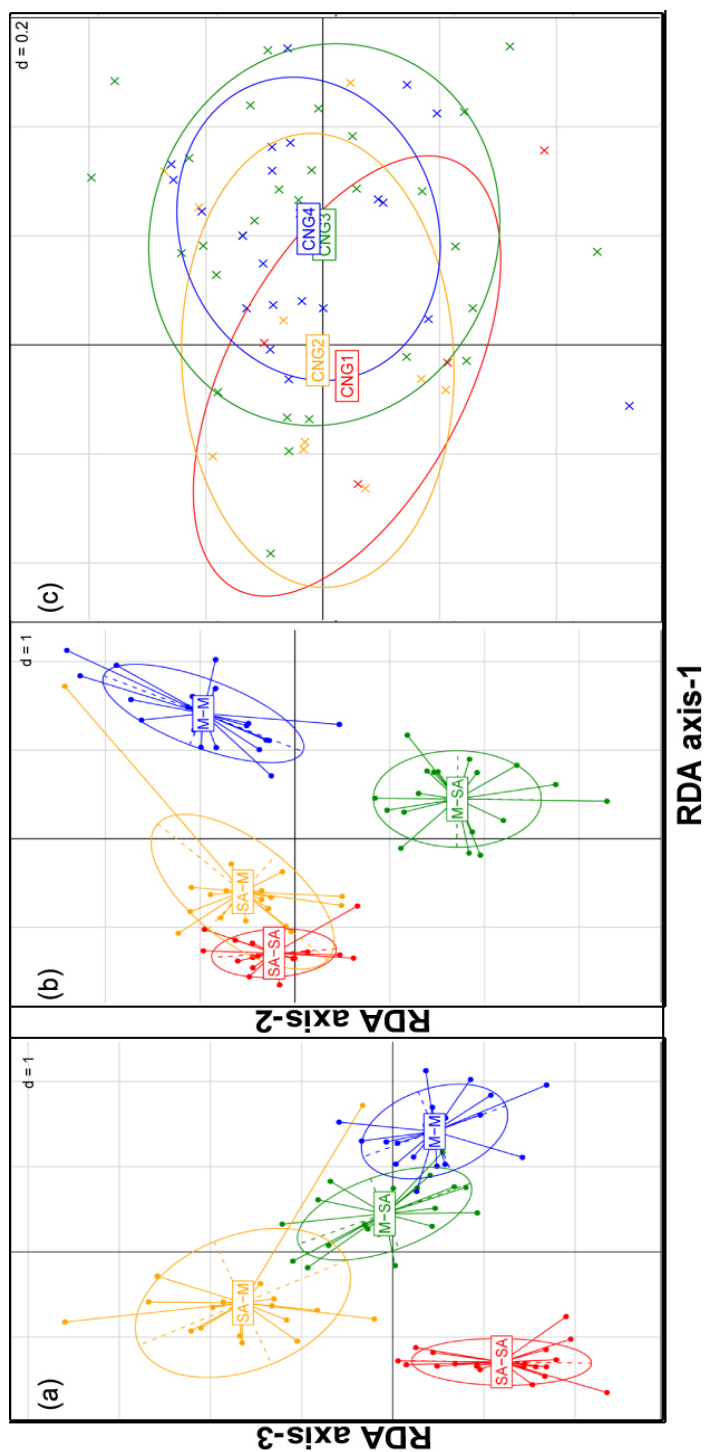 (a)
d = 1
SA-M
M-SA
M-M
SA-SA
RDA axis-3
(b)
d = 1
M-M
SA-M
SA-SA
M-SA
RDA axis-2
(c)
d = 0.2
CNG4
CNG3
CNG2
CNG1
RDA axis-1